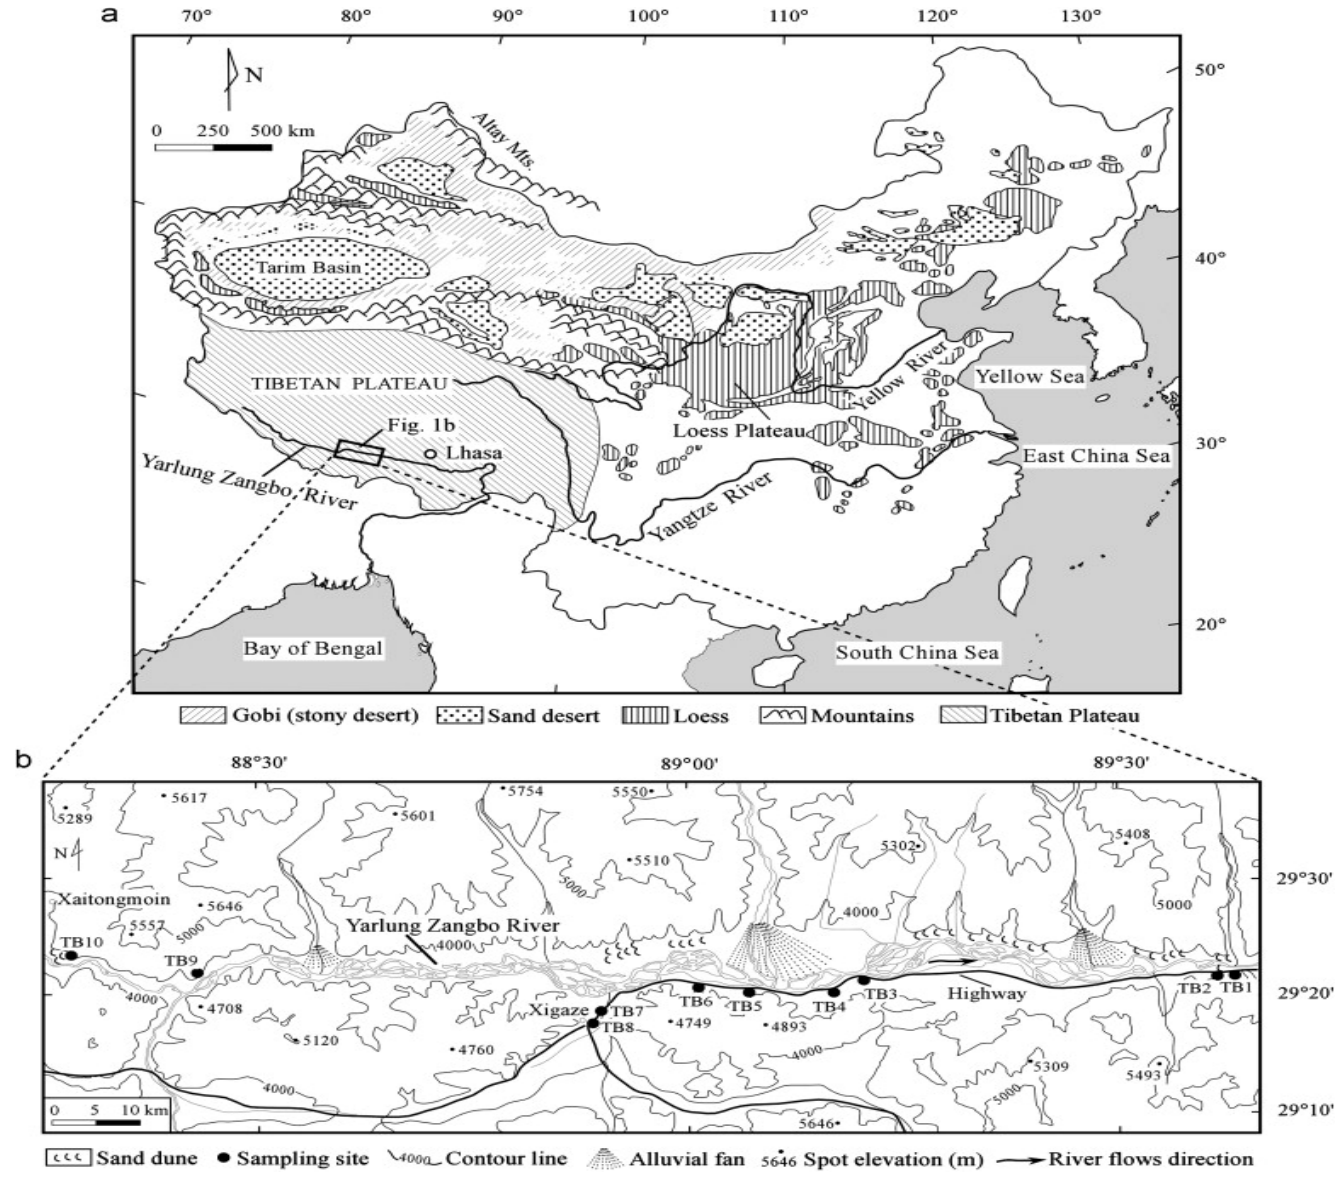 a
70° 80° 90° 100° 110° 120° 130°
N
0 250 500 km
Altay Mts.
50°
40°
30°
20°
Tarim Basin
TIBETAN PLATEAU
Fig. 1b
Lhasa
Yarlung Zangbo River
Loess Plateau
Yellow River
Yangtze River
Yellow Sea
East China Sea
South China Sea
Bay of Bengal
Gobi (stony desert) Sand desert Loess Mountains Tibetan Plateau
b
88°30' 89°00' 89°30'
5289 5617 5601 5754 5550 5510 5302 5408
N
29°30'
Xaitongmoin
5646
5557
5000
5000
4000
5000
Yarlung Zangbo River
4000
TB10 TB9
4000
4708
5120
4760
4000
Xigaze
TB7
TB8
TB6 TB5 TB4 TB3
Highway
TB2 TB1
29°20'
4749 4893
4000
5309
5493
5000
5646
29°10'
0 5 10 km
Sand dune Sampling site 4000 Contour line Alluvial fan 5646 Spot elevation (m) River flows direction